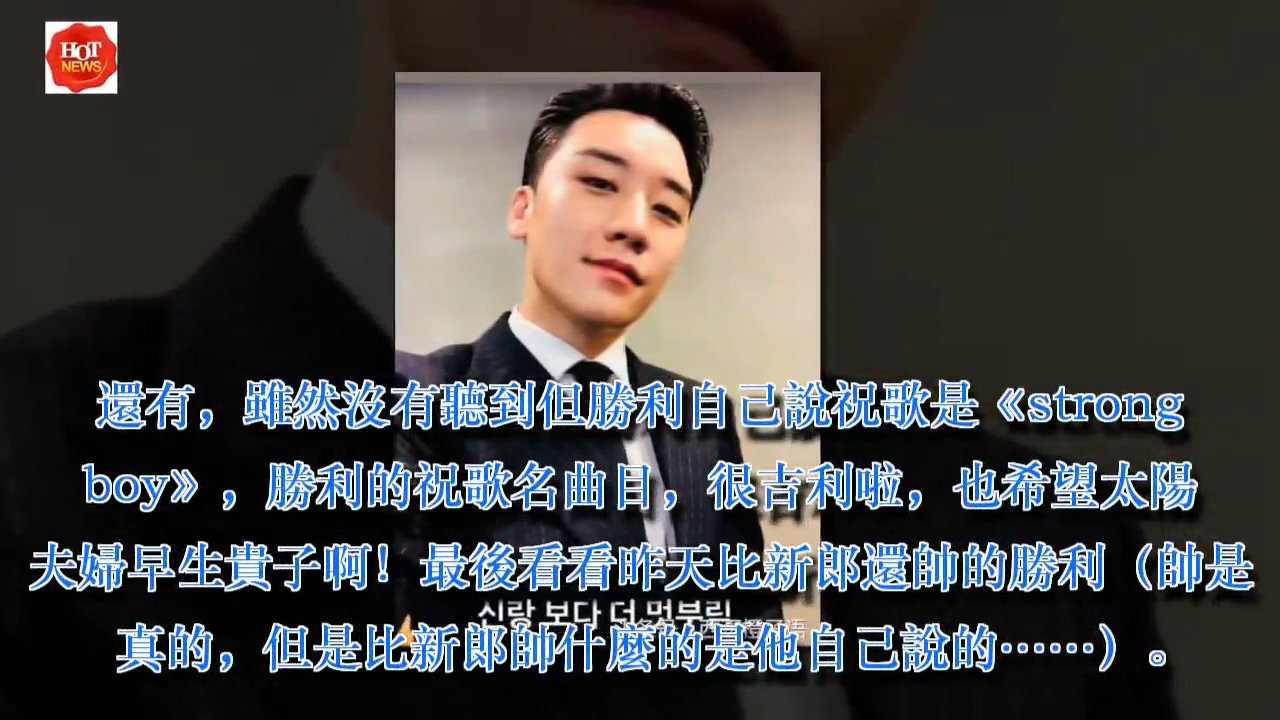 HOT
NEWS
還有，雖然沒有聽到但勝利自己說祝歌是《strong
boy》，勝利的祝歌名曲目，很吉利啦，也希望太陽
夫婦早生貴子啊！最後看看昨天比新郎還帥的勝利（帥是
신랑 보다 더 멋부림
真的，但是比新郎帥什麼的是他自己說的……）。